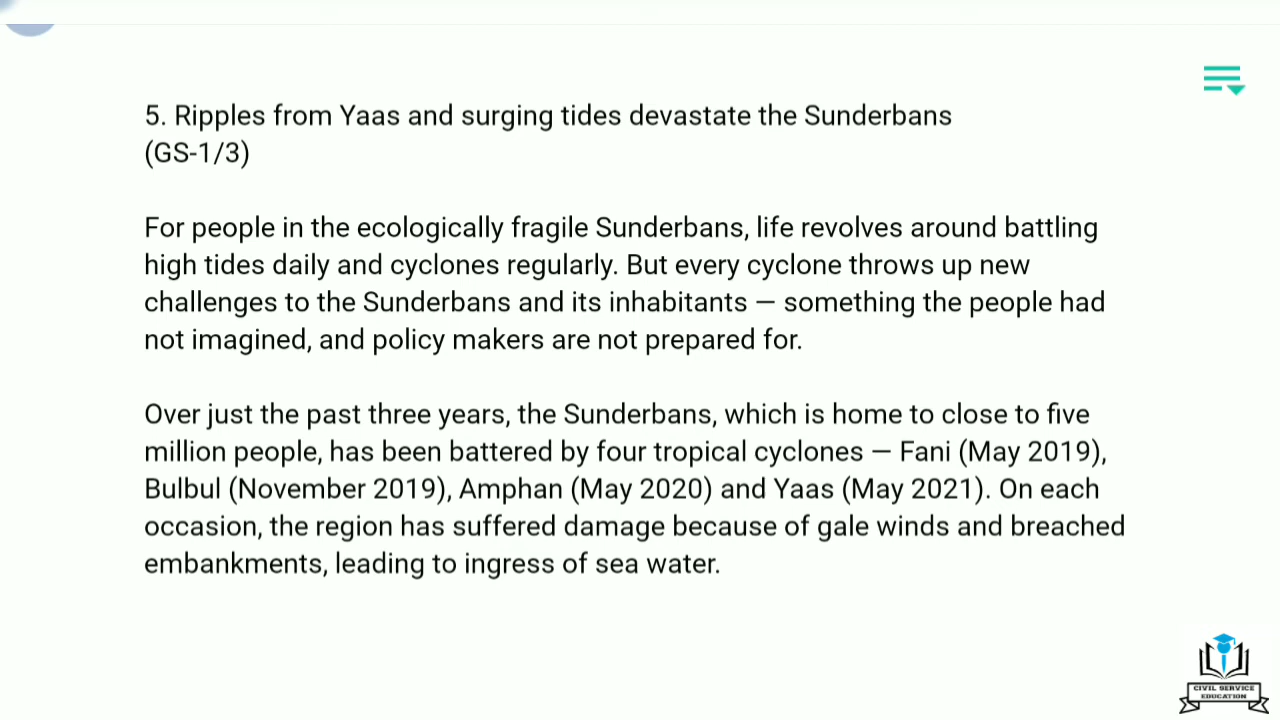 5. Ripples from Yaas and surging tides devastate the Sunderbans
(GS-1/3)
For people in the ecologically fragile Sunderbans, life revolves around battling
high tides daily and cyclones regularly. But every cyclone throws up new
challenges to the Sunderbans and its inhabitants — something the people had
not imagined, and policy makers are not prepared for.
Over just the past three years, the Sunderbans, which is home to close to five
million people, has been battered by four tropical cyclones — Fani (May 2019),
Bulbul (November 2019), Amphan (May 2020) and Yaas (May 2021). On each
occasion, the region has suffered damage because of gale winds and breached
embankments, leading to ingress of sea water.
CIVIL SERVICE
EDUCATION